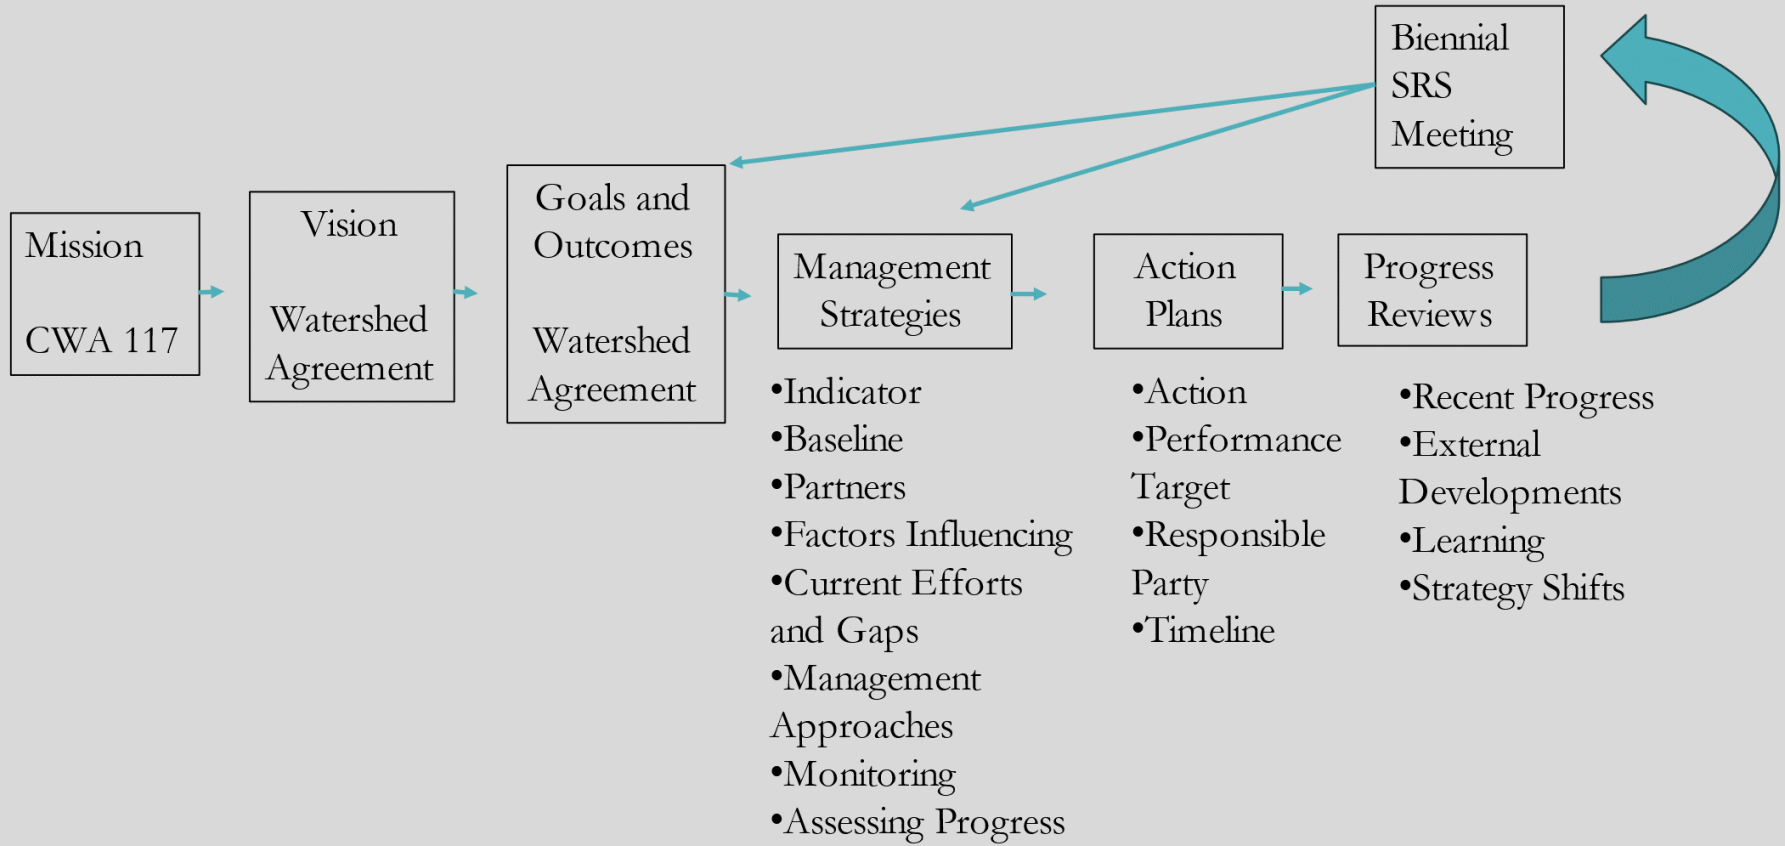 Biennial
SRS
Meeting
Mission
CWA 117
Vision
Watershed
Agreement
Goals and
Outcomes
Watershed
Agreement
Management
Strategies
•Indicator
•Baseline
•Partners
•Factors Influencing
•Current Efforts
and Gaps
•Management
Approaches
•Monitoring
•Assessing Progress
Action
Plans
•Action
•Performance
Target
•Responsible
Party
•Timeline
Progress
Reviews
•Recent Progress
•External
Developments
•Learning
•Strategy Shifts